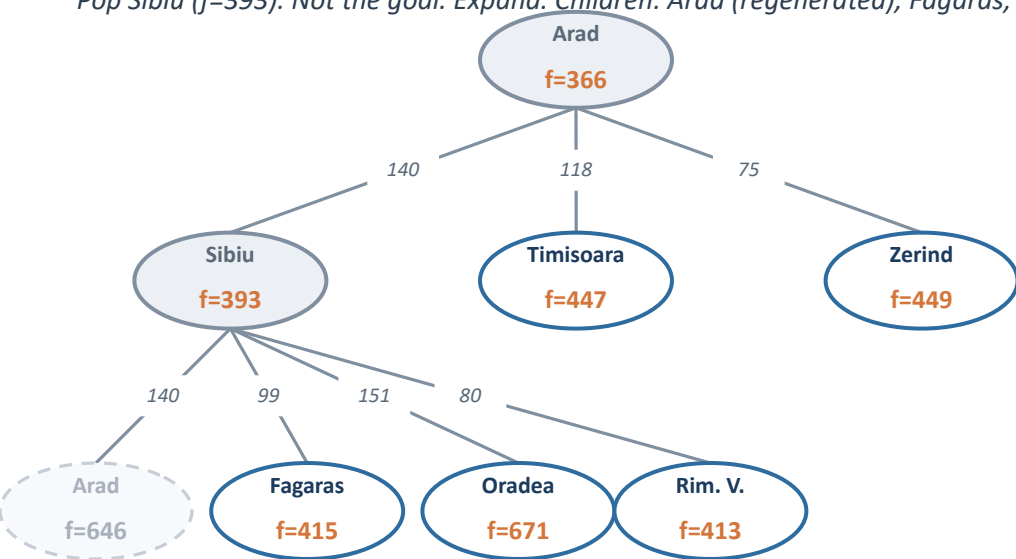 Pop Sibiu (f=393). Not the goal. Expand. Children: Arad (regenerated), Fagaras,
Arad
f=366
140 118 75
Sibiu Timisoara Zerind
f=393 f=447 f=449
140 99 151 80
Arad Fagaras Oradea Rim. V.
f=646 f=415 f=671 f=413